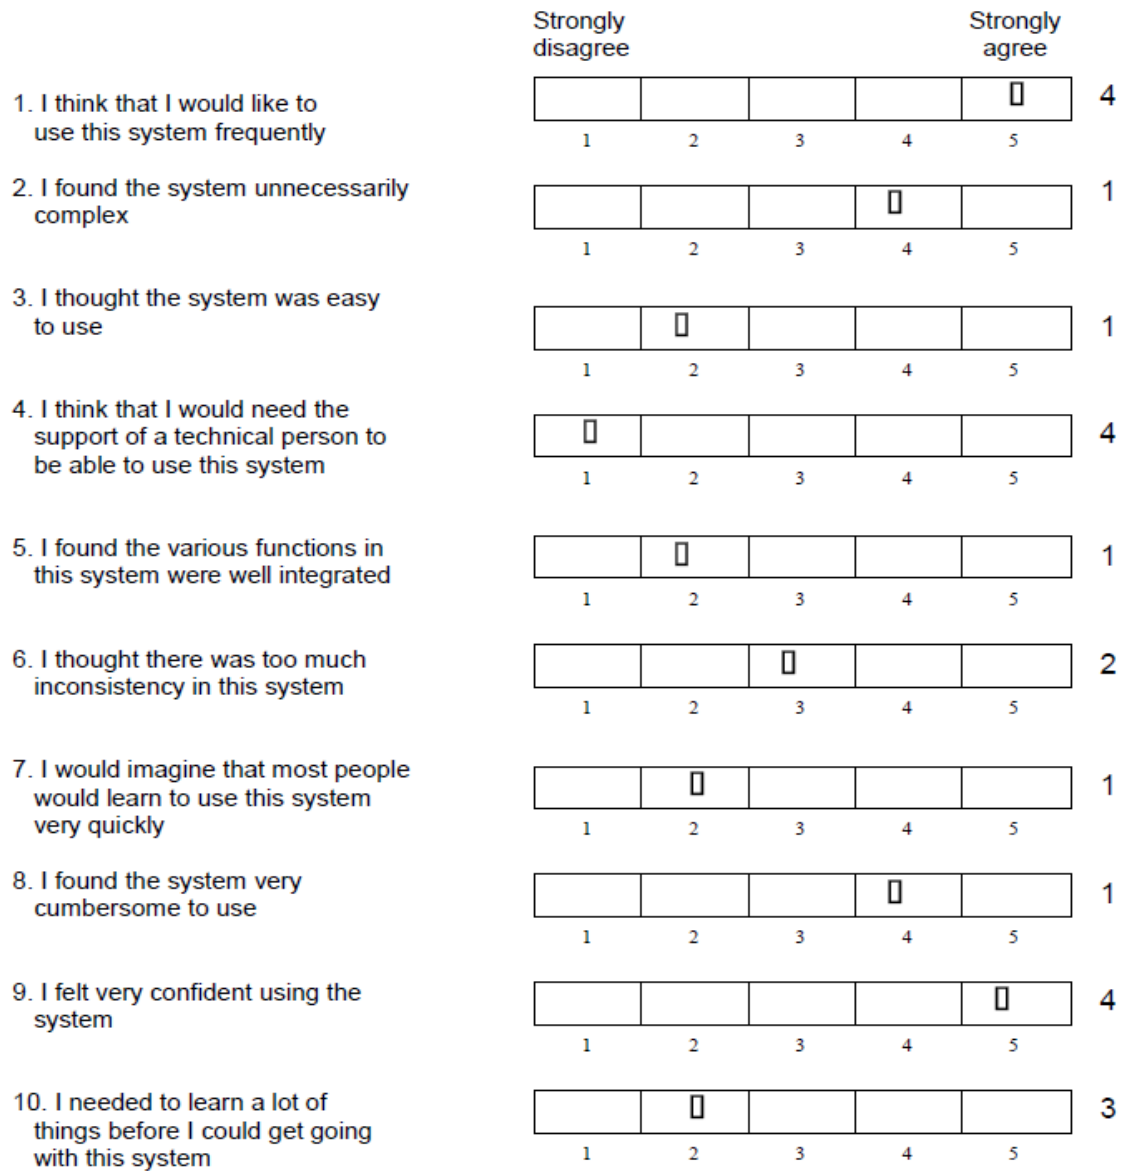 Strongly disagree
Strongly agree
1. I think that I would like to
use this system frequently
4
1 2 3 4 5
2. I found the system unnecessarily
complex
1
1 2 3 4 5
3. I thought the system was easy
to use
1
1 2 3 4 5
4. I think that I would need the
support of a technical person to
be able to use this system
4
1 2 3 4 5
5. I found the various functions in
this system were well integrated
1
1 2 3 4 5
6. I thought there was too much
inconsistency in this system
2
1 2 3 4 5
7. I would imagine that most people
would learn to use this system
very quickly
1
1 2 3 4 5
8. I found the system very
cumbersome to use
1
1 2 3 4 5
9. I felt very confident using the
system
4
1 2 3 4 5
10. I needed to learn a lot of
things before I could get going
with this system
3
1 2 3 4 5